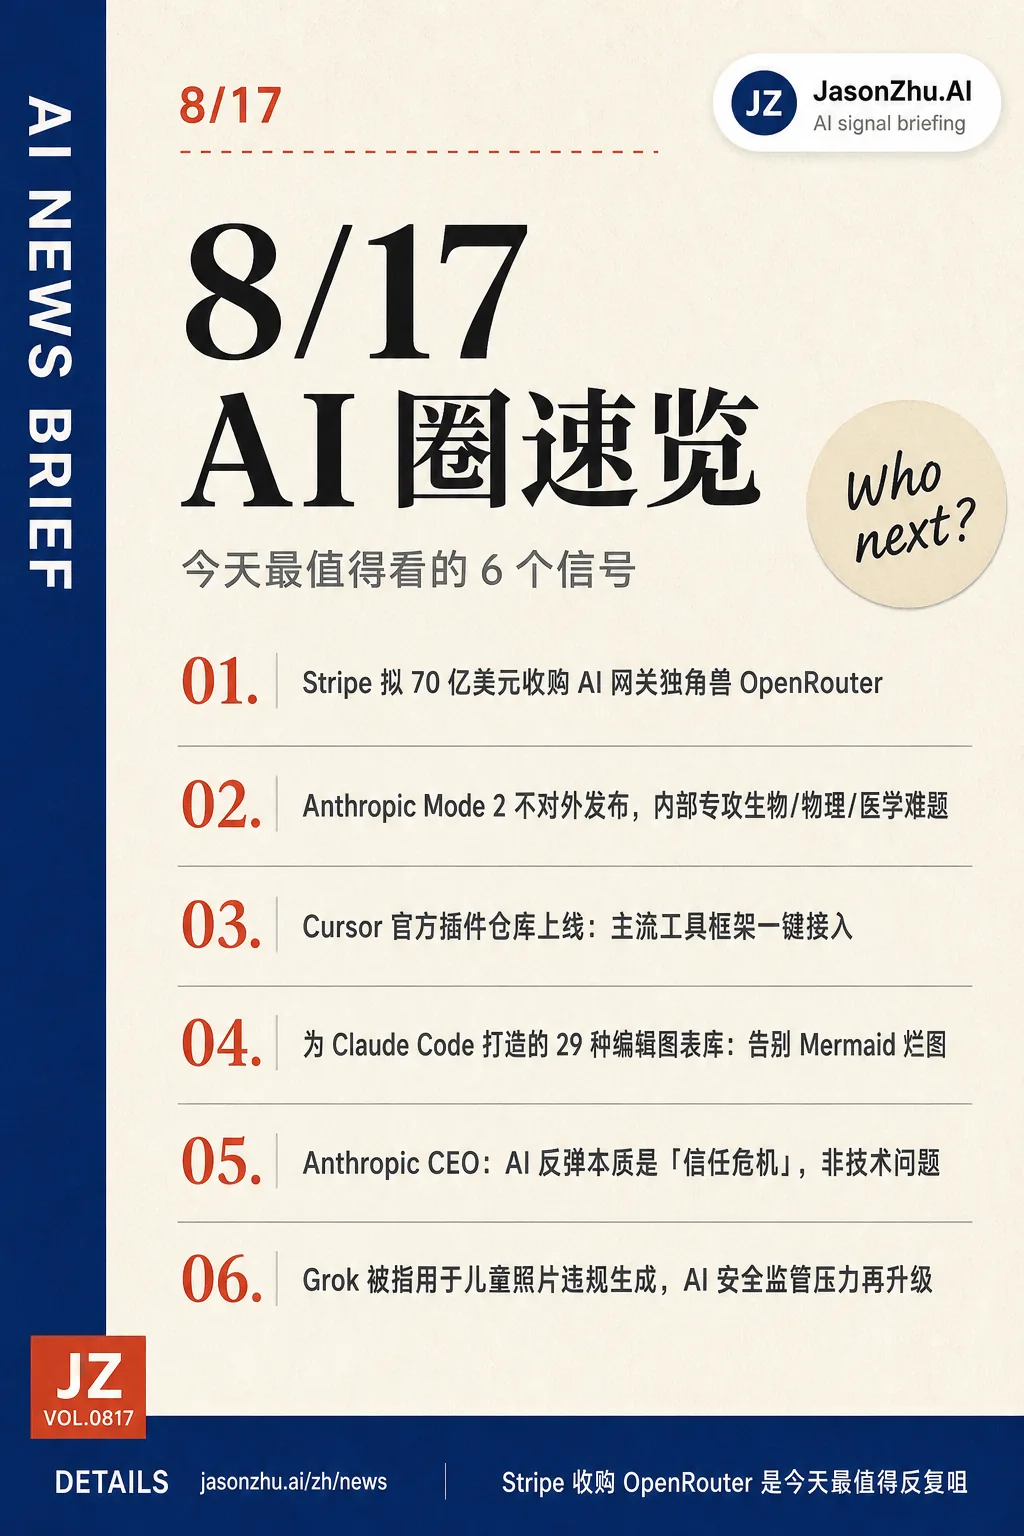 AI NEWS BRIEF
8/17
JZ
JasonZhu.AI
AI signal briefing
8/17
AI 圈速览
Who
next?
今天最值得看的 6 个信号
01. Stripe 拟 70 亿美元收购 AI 网关独角兽 OpenRouter
02. Anthropic Mode 2 不对外发布，内部专攻生物/物理/医学难题
03. Cursor 官方插件仓库上线：主流工具框架一键接入
04. 为 Claude Code 打造的 29 种编辑图表库：告别 Mermaid 烂图
05. Anthropic CEO：AI 反弹本质是「信任危机」，非技术问题
06. Grok 被指用于儿童照片违规生成，AI 安全监管压力再升级
JZ
VOL.0817
DETAILS jasonzhu.ai/zh/news
Stripe 收购 OpenRouter 是今天最值得反复咀